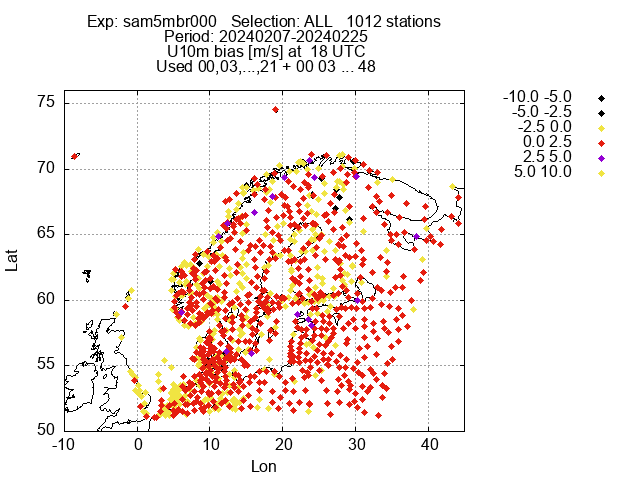 Exp: sam5mbr000   Selection: ALL   1012 stations
Period: 20240207-20240225
U10m bias [m/s] at  18 UTC
Used 00,03,...,21 + 00 03 ... 48
-10.0 -5.0
-5.0 -2.5
-2.5 0.0
0.0 2.5
2.5 5.0
5.0 10.0
75
70
65
60
55
50
Lat
-10 0 10 20 30 40
Lon